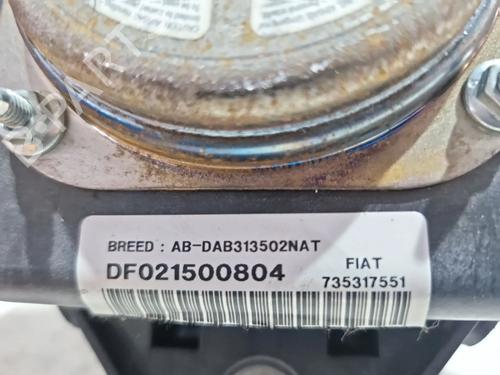 BREED : AB-DAB313502NAT
DF021500804
FIAT
735317551